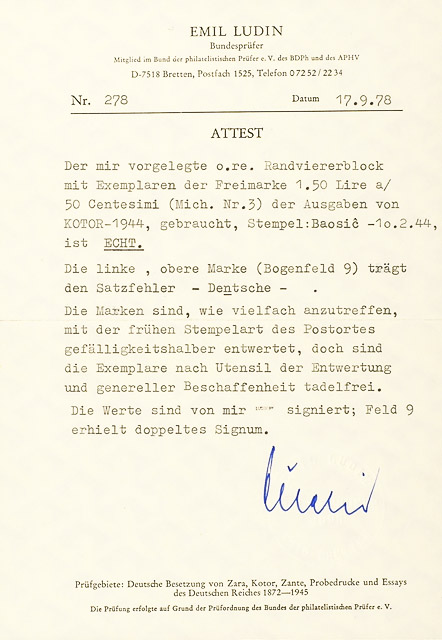 EMIL LUDIN
Bundesprüfer
Mitglied im Bund der philatelistischen Prüfer e. V. des BDPh und des APHV
D-7518 Bretten, Postfach 1525, Telefon 07252/2234
Nr. 278 Datum 17.9.78
ATTEST
Der mir vorgelegte o.re. Randviererblock
mit Exemplaren der Freimarke 1.50 Lire a/
50 Centesimi (Mich. Nr.3) der Ausgaben von
KOTOR-1944, gebraucht, Stempel:Baosič -1o.2.44,
ist ECHT.
Die linke , obere Marke (Bogenfeld 9) trägt
den Satzfehler - Dentsche - .
Die Marken sind, wie vielfach anzutreffen,
mit der frühen Stempelart des Postortes
gefälligkeitshalber entwertet, doch sind
die Exemplare nach Utensil der Entwertung
und genereller Beschaffenheit tadelfrei.
Die Werte sind von mir signiert; Feld 9
erhielt doppeltes Signum.
Prüfgebiete: Deutsche Besetzung von Zara, Kotor, Zante, Probedrucke und Essays
des Deutschen Reiches 1872—1945
Die Prüfung erfolgte auf Grund der Prüfordnung des Bundes der philatelistischen Prüfer e. V.